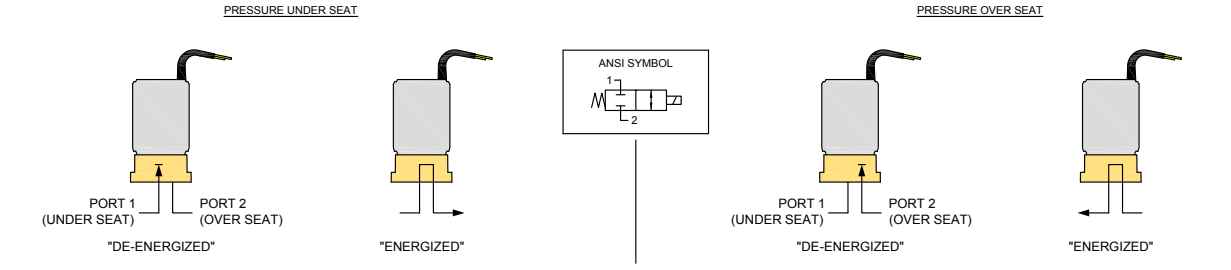 PRESSURE UNDER SEAT
PRESSURE OVER SEAT
ANSI SYMBOL
1
2
PORT 1
(UNDER SEAT)
PORT 2
(OVER SEAT)
"DE-ENERGIZED"
"ENERGIZED"
PORT 1
(UNDER SEAT)
PORT 2
(OVER SEAT)
"DE-ENERGIZED"
"ENERGIZED"